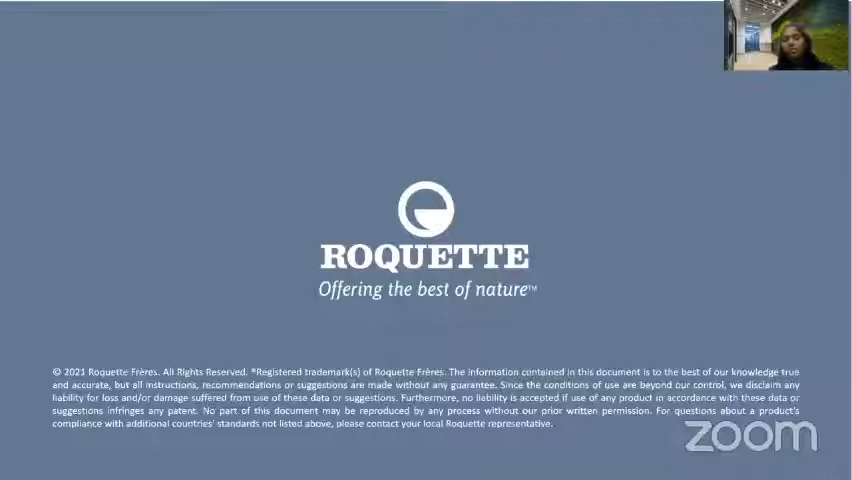 ROQUETTE
Offering the best of nature™
© 2021 Roquette Frères. All Rights Reserved. ®Registered trademark(s) of Roquette Frères. The information contained in this document is to the best of our knowledge true
and accurate, but all instructions, recommendations or suggestions are made without any guarantee. Since the conditions of use are beyond our control, we disclaim any
liability for loss and/or damage suffered from use of these data or suggestions. Furthermore, no liability is accepted if use of any product in accordance with these data or
suggestions infringes any patent. No part of this document may be reproduced by any process without our prior written permission. For questions about a product's
compliance with additional countries' standards not listed above, please contact your local Roquette representative.
zoom